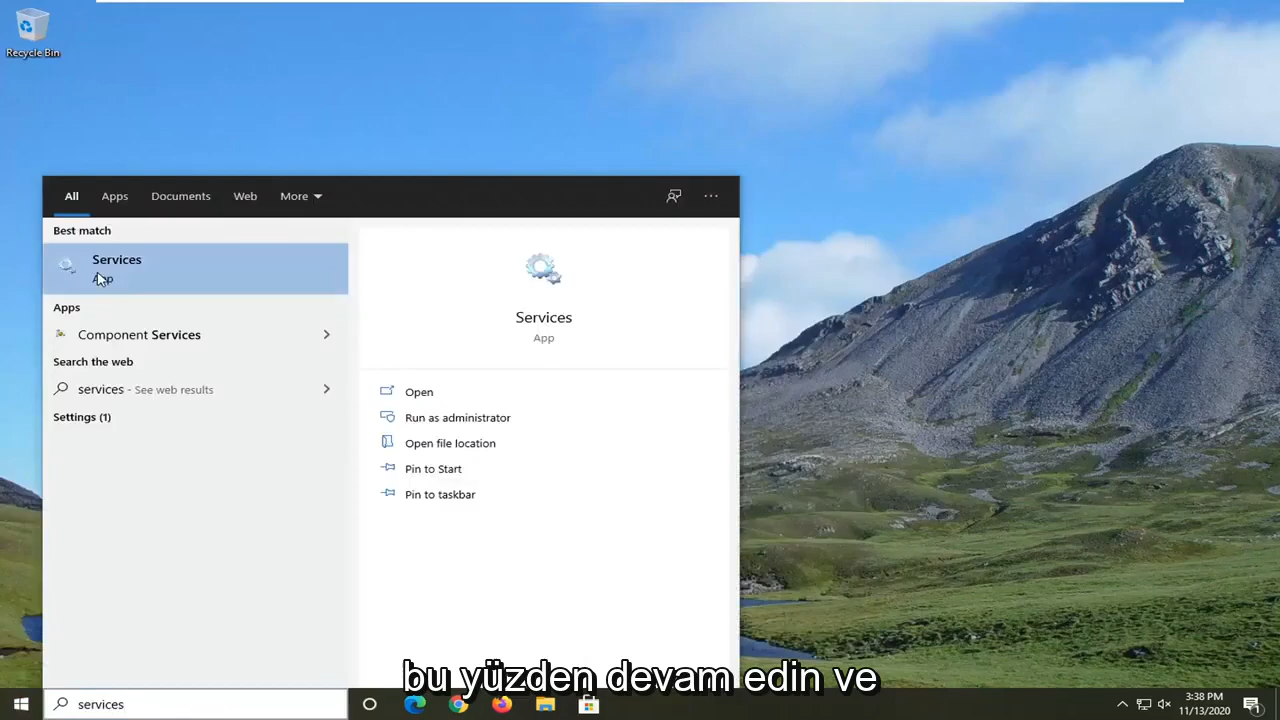 Recycle Bin
All Apps Documents Web More
Best match
Services
App
Apps
Component Services
Search the web
services - See web results
Settings (1)
Services
App
Open
Run as administrator
Open file location
Pin to Start
Pin to taskbar
bu yüzden devam edin ve
services
3:38 PM
11/13/2020
1